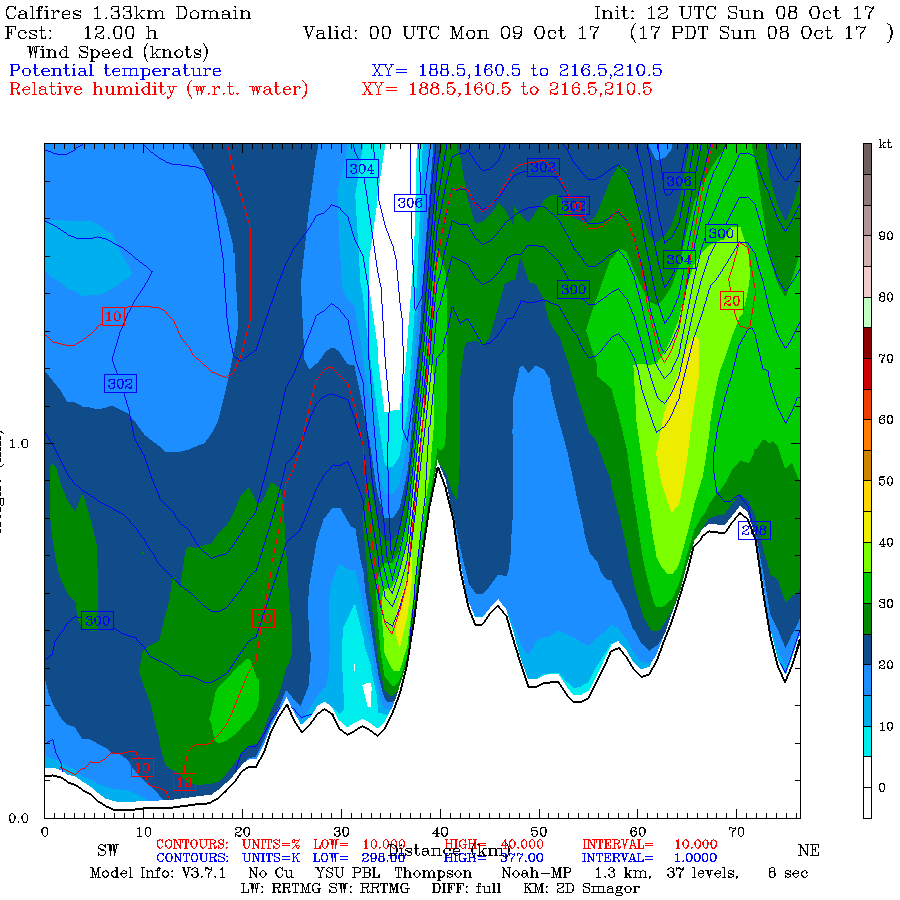 Calfires 1.33km Domain Init: 12 UTC Sun 08 Oct 17
Fcst: 12.00 h Valid: 00 UTC Mon 09 Oct 17 (17 PDT Sun 08 Oct 17 )
Wind Speed (knots)
Potential temperature XY= 188.5,160.5 to 216.5,210.5
Relative humidity (w.r.t. water) XY= 188.5,160.5 to 216.5,210.5
kt
304 302 306
306 302
300 90
304
300 20 80
10
302 70
60
1.0
50
298 40
300 10 30
20
10
10 10
0
0.0
0 10 20 30 40 50 60 70
SW Distance (km) NE
CONTOURS: UNITS=% LOW= 10.000 HIGH= 40.000 INTERVAL= 10.000
CONTOURS: UNITS=K LOW= 298.00 HIGH= 377.00 INTERVAL= 1.0000
Model Info: V3.7.1 No Cu YSU PBL Thompson Noah-MP 1.3 km, 37 levels, 8 sec
LW: RRTMG SW: RRTMG DIFF: full KM: 2D Smagor